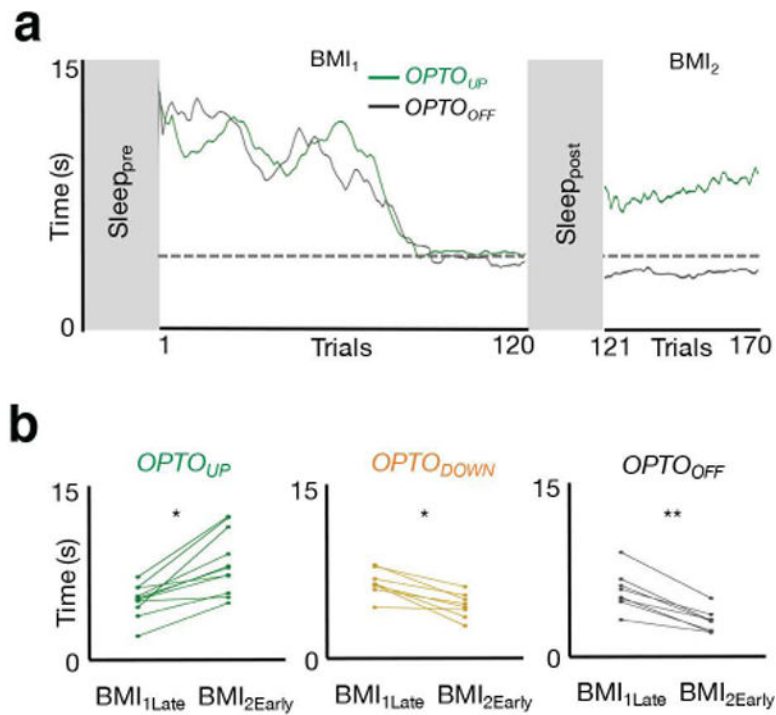 a
15
BMI1
BMI2
OPTOUP
OPTOOFF
Time (s)
Sleeppre
Sleeppost
0
1
Trials
120
121
Trials
170
b
OPTOUP
OPTODOWN
OPTOOFF
15
15
15
*
*
**
Time (s)
0
0
0
BMI1Late
BMI2Early
BMI1Late
BMI2Early
BMI1Late
BMI2Early